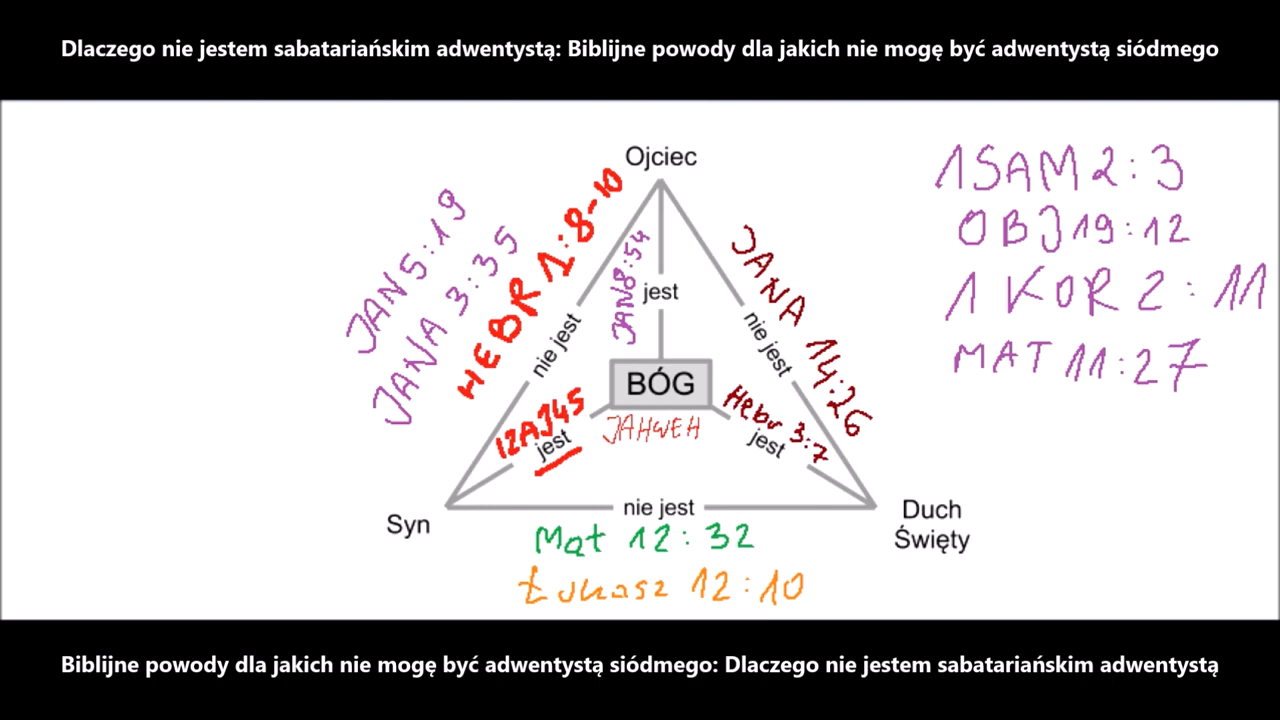 Dlaczego nie jestem sabatariańskim adwentystą: Biblijne powody dla jakich nie mogę być adwentystą siódmego
Ojciec
JAN 5:19
JANA 3:35
HEBR 1:8-10
nie jest
JAN 8:54
jest
JANA 14:26
nie jest
BÓG
JAHWEH
IZAJ45
jest
Hebr 3:7
jest
Syn
nie jest
Duch
Święty
Mat 12:32
Łukasz 12:10
1SAM 2:3
OBJ 19:12
1 KOR 2:11
MAT 11:27
Biblijne powody dla jakich nie mogę być adwentystą siódmego: Dlaczego nie jestem sabatariańskim adwentystą